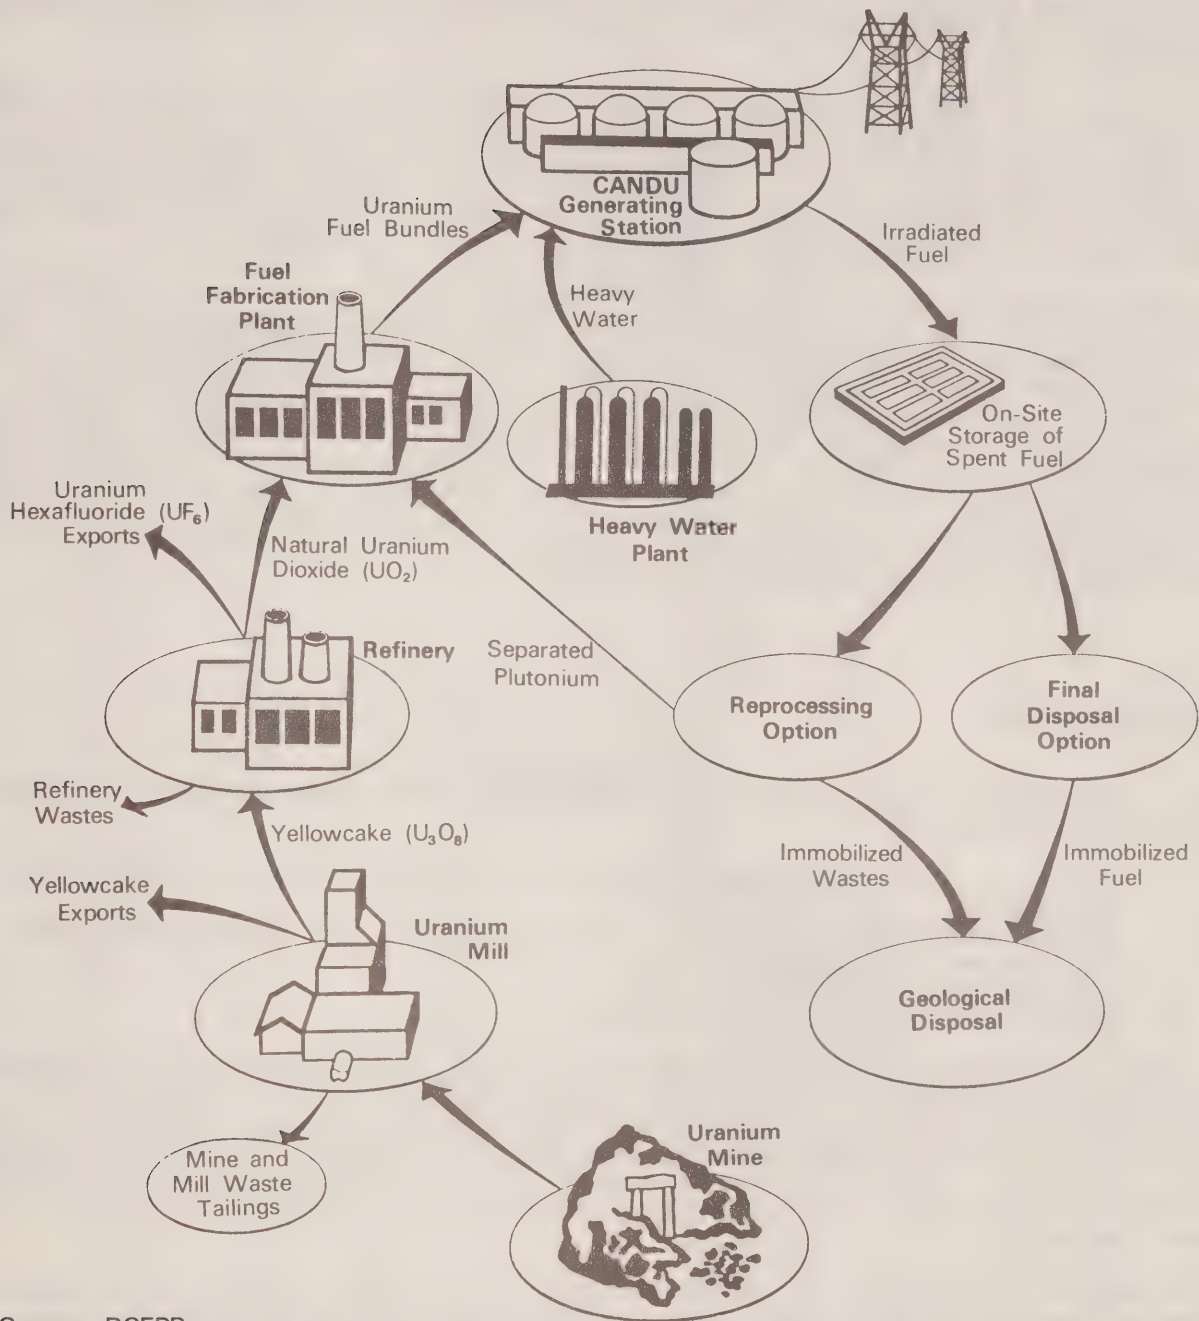 CANDU
Generating
Station
Uranium
Fuel Bundles
Irradiated
Fuel
Fuel
Fabrication
Plant
Heavy
Water
On-Site
Storage of
Spent Fuel
Uranium
Hexafluoride (UF₆)
Exports
Heavy Water
Plant
Natural Uranium
Dioxide (UO₂)
Refinery
Separated
Plutonium
Reprocessing
Option
Final
Disposal
Option
Refinery
Wastes
Yellowcake (U₃O₈)
Immobilized
Wastes
Immobilized
Fuel
Yellowcake
Exports
Uranium
Mill
Geological
Disposal
Uranium
Mine
Mine and
Mill Waste
Tailings